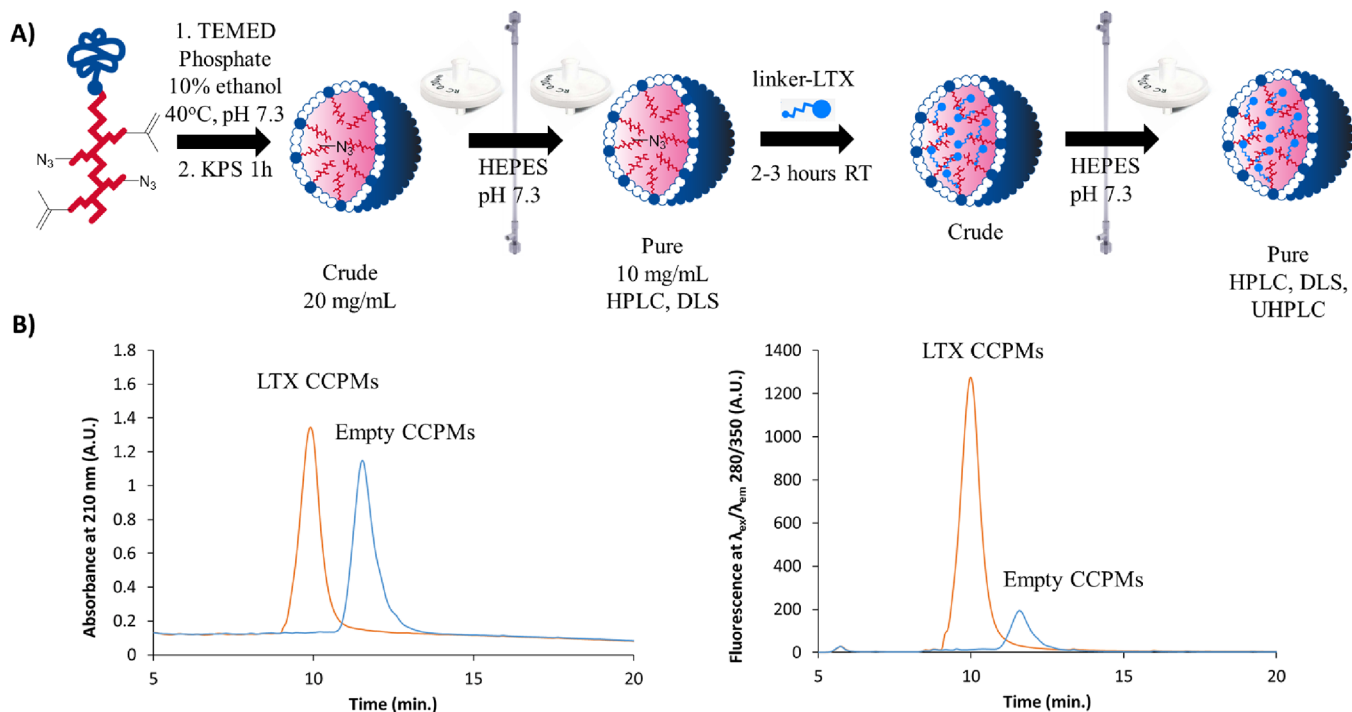 A)
1. TEMED
Phosphate
10% ethanol
40°C, pH 7.3
2. KPS 1h
N₃
N₃
N₃
Crude
20 mg/mL
HEPES
pH 7.3
N₃
Pure
10 mg/mL
HPLC, DLS
linker-LTX
2-3 hours RT
Crude
HEPES
pH 7.3
Pure
HPLC, DLS,
UHPLC
B)
LTX CCPMs
Empty CCPMs
Absorbance at 210 nm (A.U.)
1.8
1.6
1.4
1.2
1
0.8
0.6
0.4
0.2
0
5
10
15
20
Time (min.)
LTX CCPMs
Empty CCPMs
Fluorescence at λex/λem 280/350 (A.U.)
1400
1200
1000
800
600
400
200
0
5
10
15
20
Time (min.)